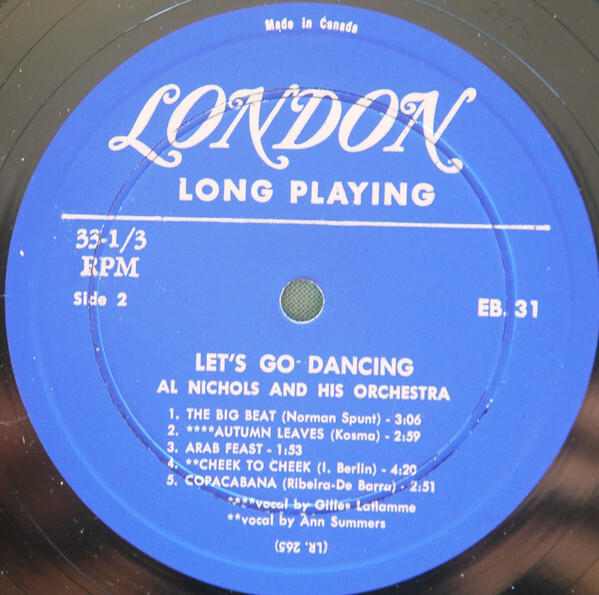 Made in Canada
LONDON
LONG PLAYING
33-1/3
RPM
Side 2
EB. 31
LET'S GO DANCING
AL NICHOLS AND HIS ORCHESTRA
1. THE BIG BEAT (Norman Spunt) - 3:06
2. ****AUTUMN LEAVES (Kosma) - 2:59
3. ARAB FEAST - 1:53
4. **CHEEK TO CHEEK (I. Berlin) - 4:20
5. COPACABANA (Ribeira-De Barra) - 2:51
****vocal by Gilles Laflamme
**vocal by Ann Summers
(LR. 265)